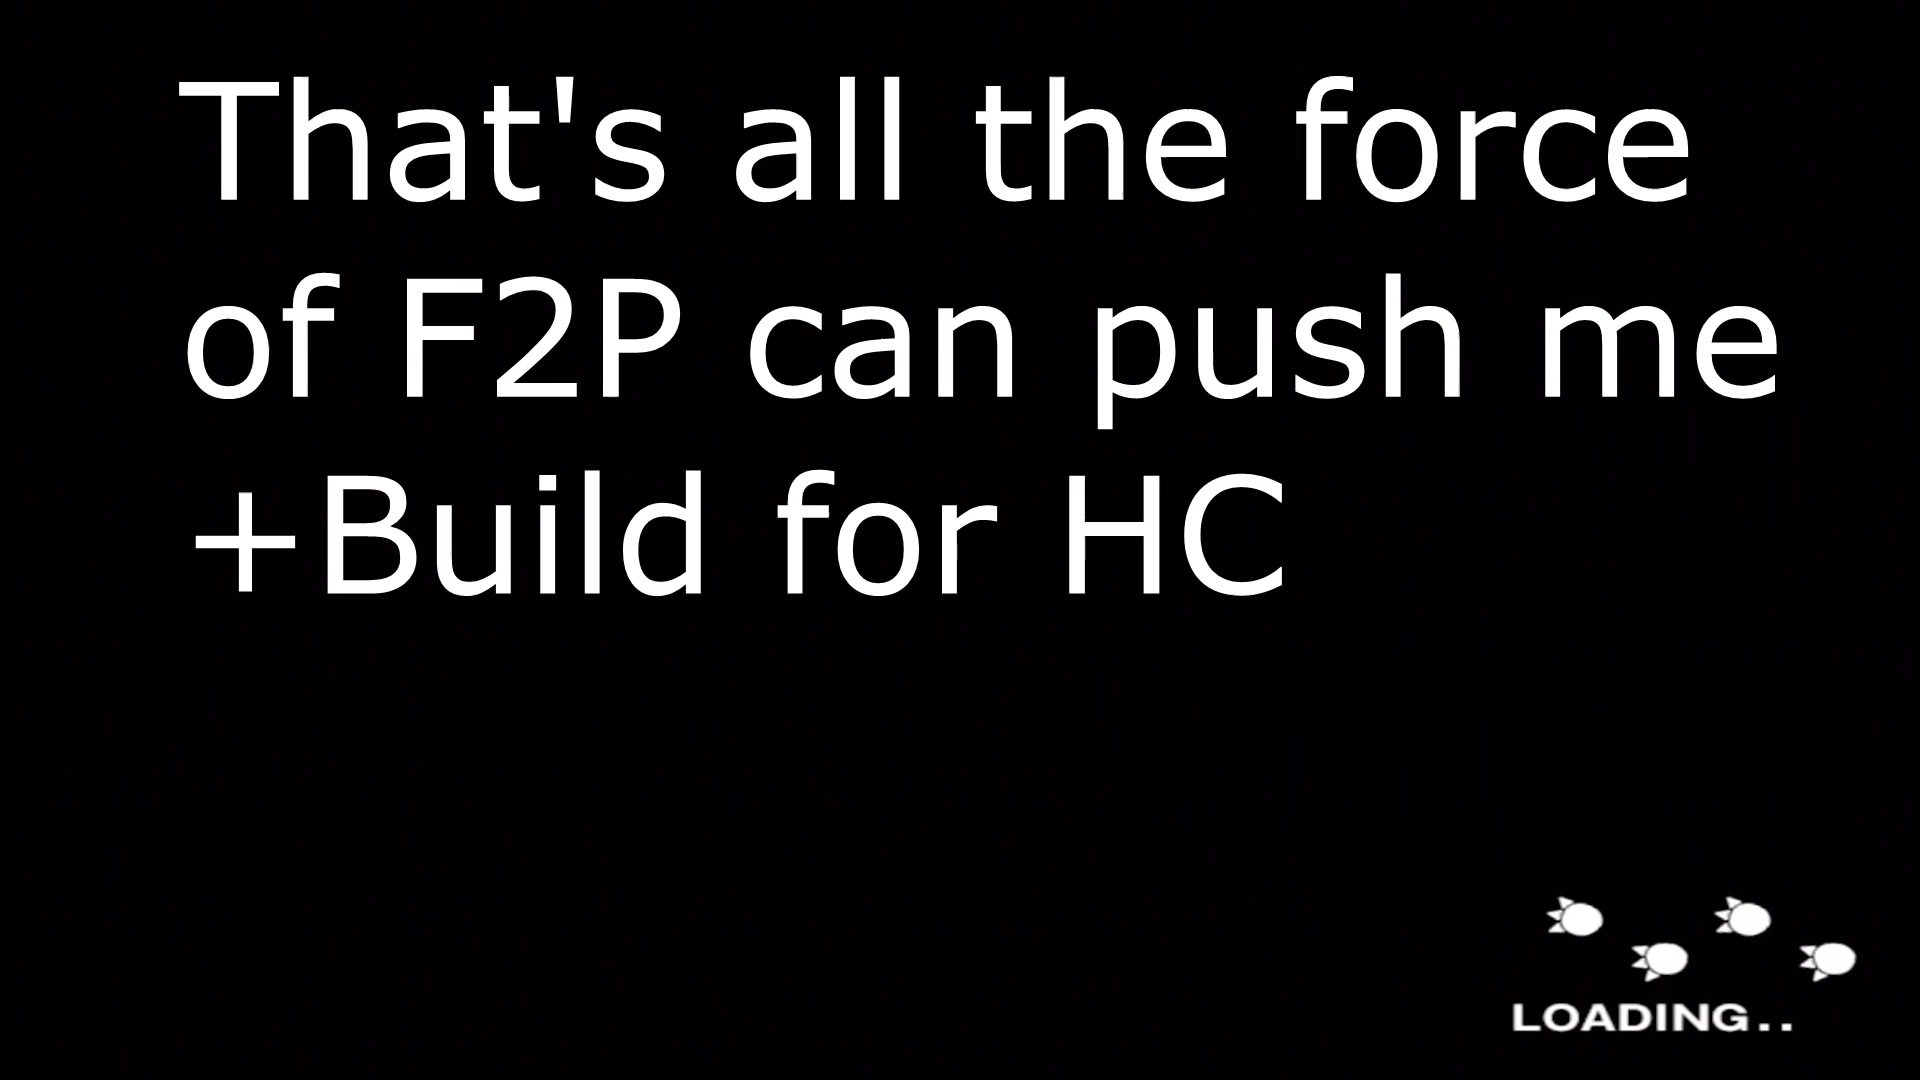 That's all the force
of F2P can push me
+Build for HC
LOADING..